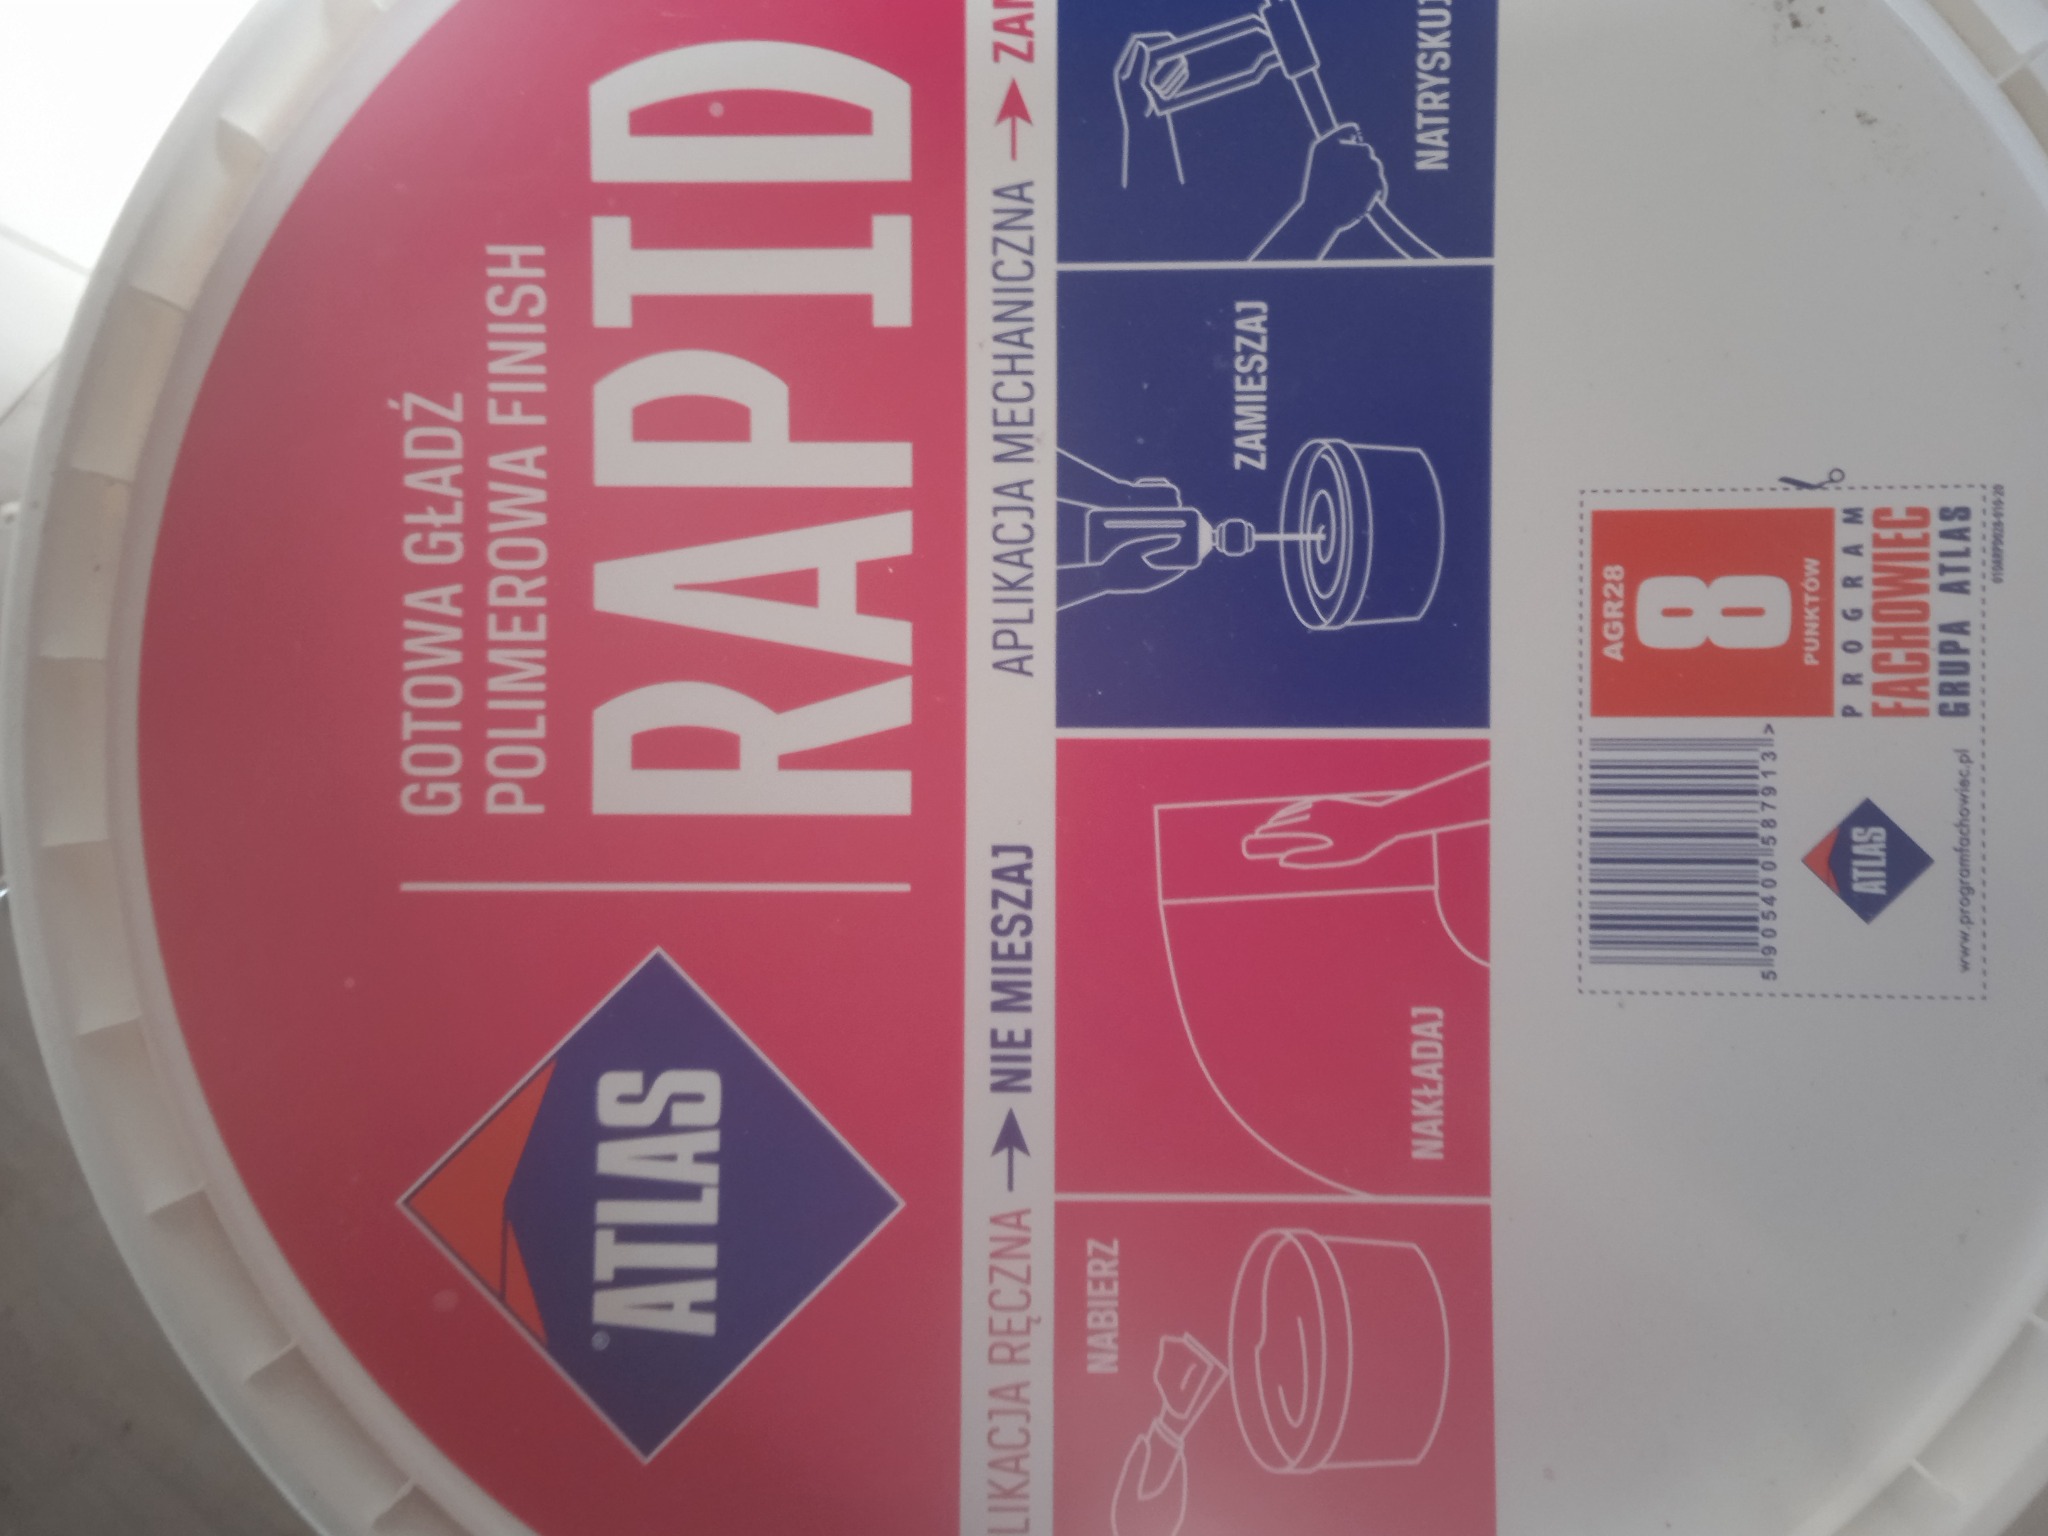 ATLAS
®
GOTOWA GŁADŹ
POLIMEROWA FINISH
RAPID
LIKACJA RĘCZNA → NIE MIESZAJ
APLIKACJA MECHANICZNA → ZAM
NABIERZ
NAKŁADAJ
ZAMIESZAJ
NATRYSKUJ
5 905400 587913 >
AGR28
8
PUNKTÓW
ATLAS
PROGRAM
FACHOWIEC
GRUPA ATLAS
www.programfachowiec.pl